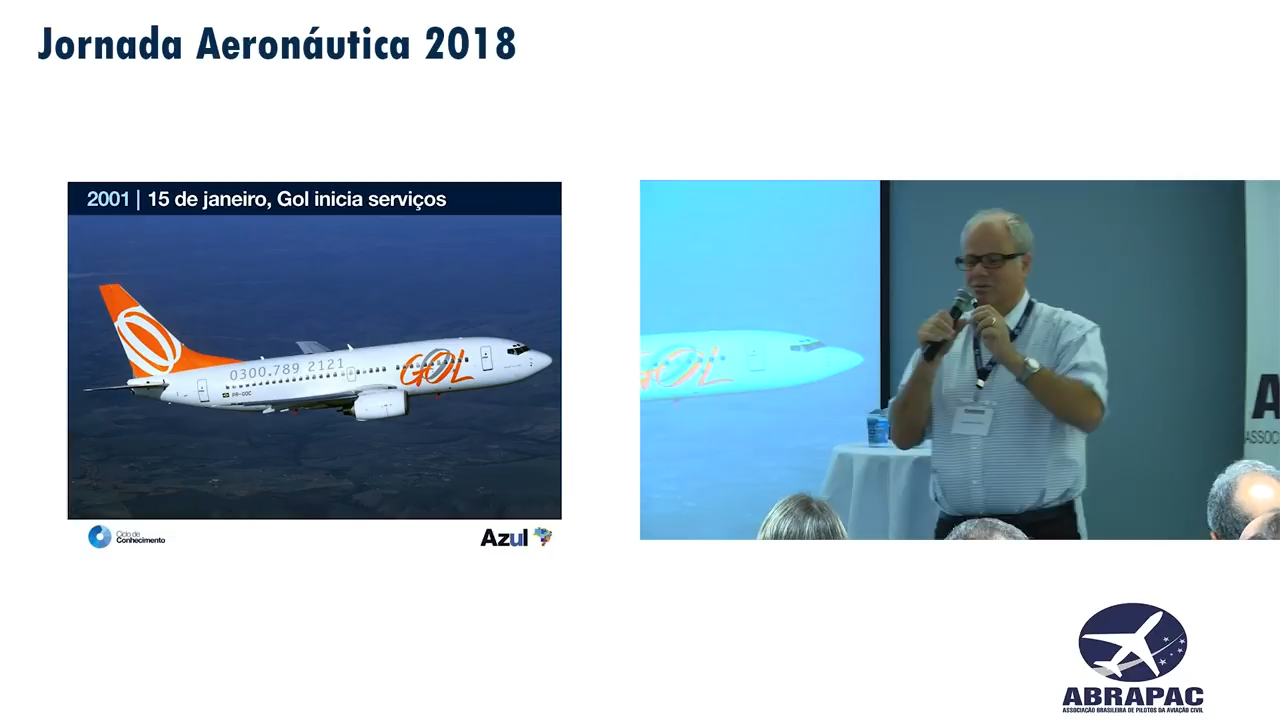 Jornada Aeronáutica 2018
2001 | 15 de janeiro, Gol inicia serviços
0300.789 2121
GOL
GOL
Ciclo de
Conhecimento
Azul
A
ASSOC
ABRAPAC
ASSOCIAÇÃO BRASILEIRA DE PILOTOS DA AVIAÇÃO CIVIL